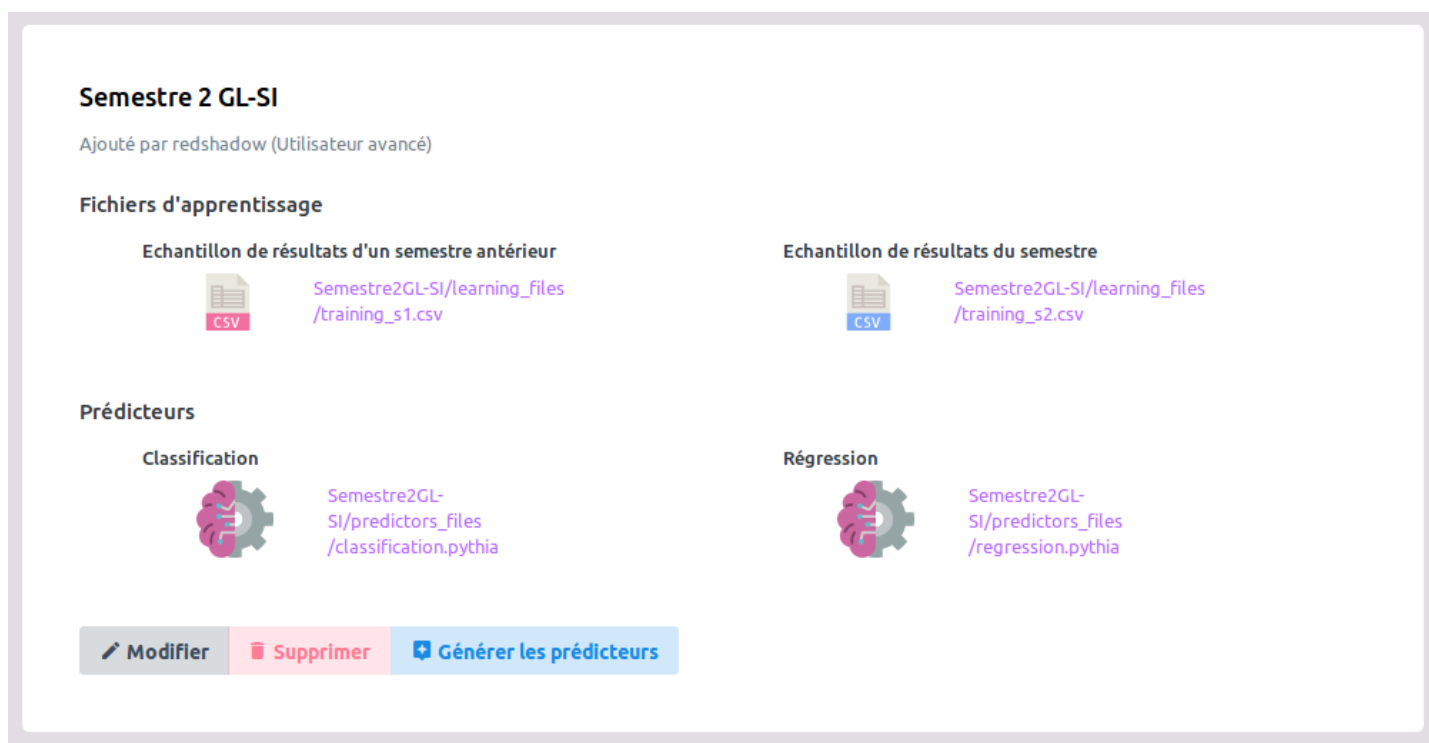 Semestre 2 GL-SI
Ajouté par redshadow (Utilisateur avancé)
Fichiers d'apprentissage
Echantillon de résultats d'un semestre antérieur
CSV
Semestre2GL-SI/learning_files
/training_s1.csv
Echantillon de résultats du semestre
CSV
Semestre2GL-SI/learning_files
/training_s2.csv
Prédicteurs
Classification
Semestre2GL-
SI/predictors_files
/classification.pythia
Régression
Semestre2GL-
SI/predictors_files
/regression.pythia
Modifier
Supprimer
Générer les prédicteurs